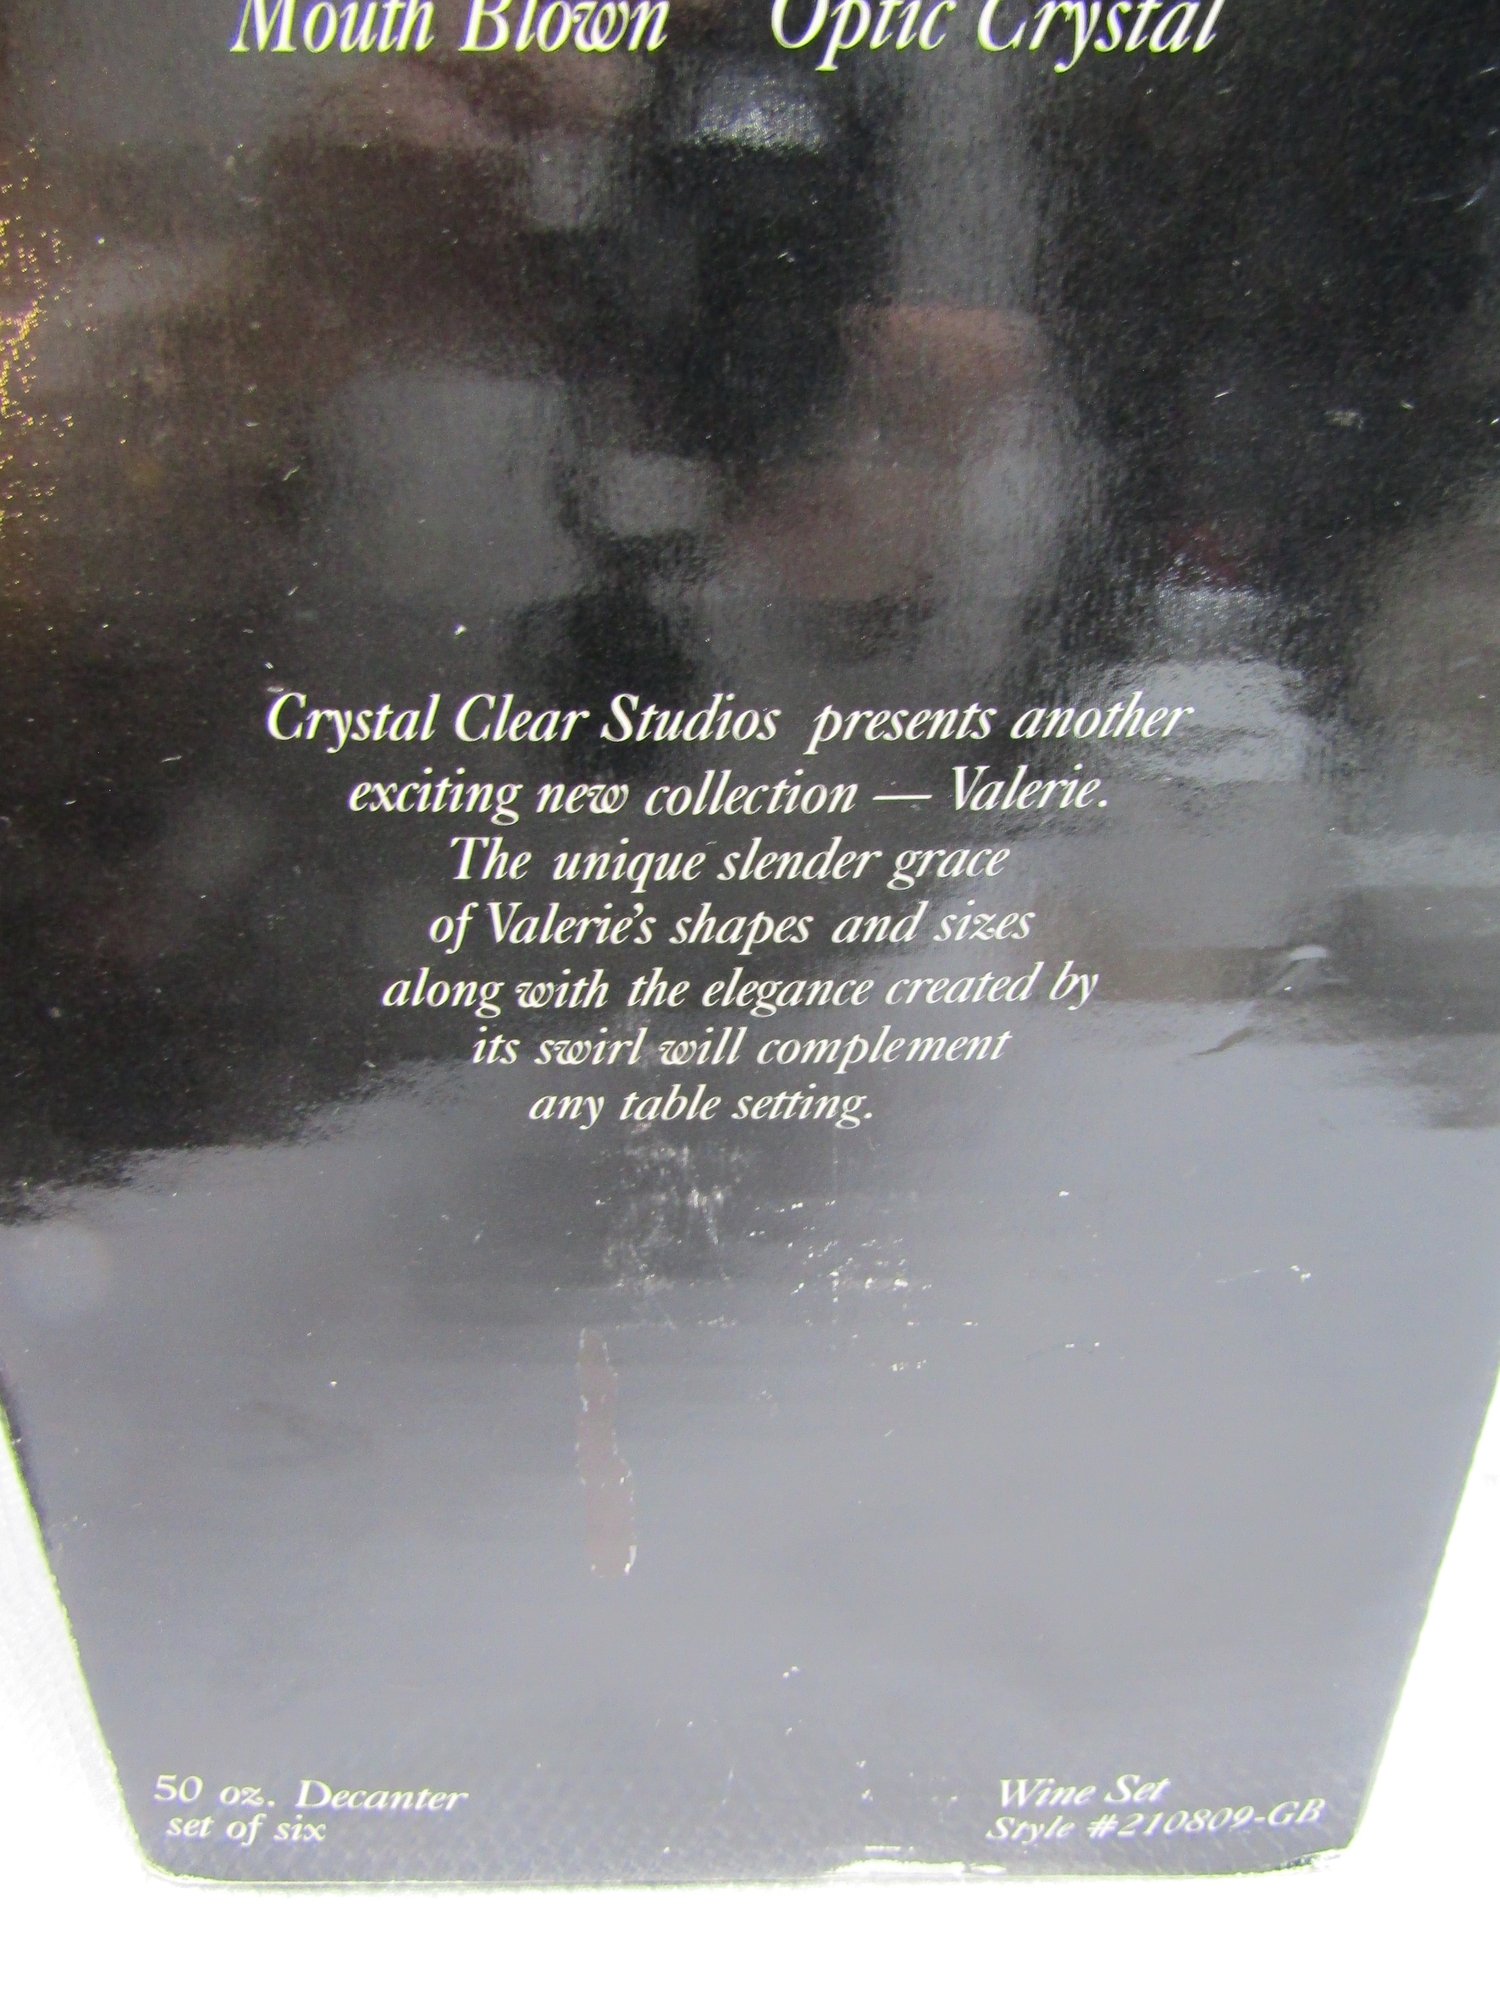 Mouth Blown Optic Crystal
Crystal Clear Studios presents another
exciting new collection — Valerie.
The unique slender grace
of Valerie's shapes and sizes
along with the elegance created by
its swirl will complement
any table setting.
50 oz. Decanter
set of six
Wine Set
Style #210809-GB